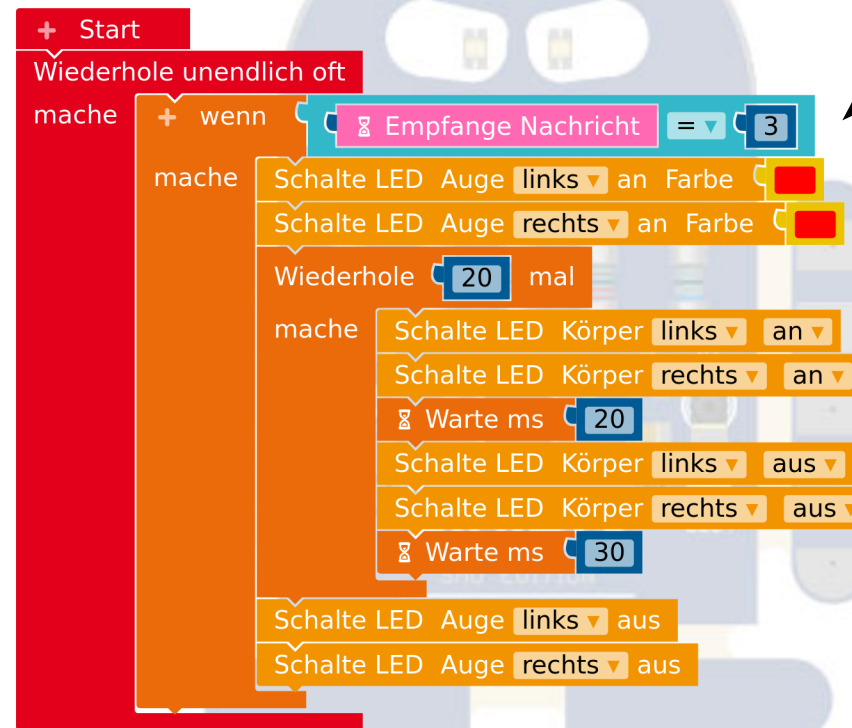 + Start
Wiederhole unendlich oft
mache + wenn Empfange Nachricht = 3
mache Schalte LED Auge links an Farbe
Schalte LED Auge rechts an Farbe
Wiederhole 20 mal
mache Schalte LED Körper links an
Schalte LED Körper rechts an
Warte ms 20
Schalte LED Körper links aus
Schalte LED Körper rechts aus
Warte ms 30
Schalte LED Auge links aus
Schalte LED Auge rechts aus